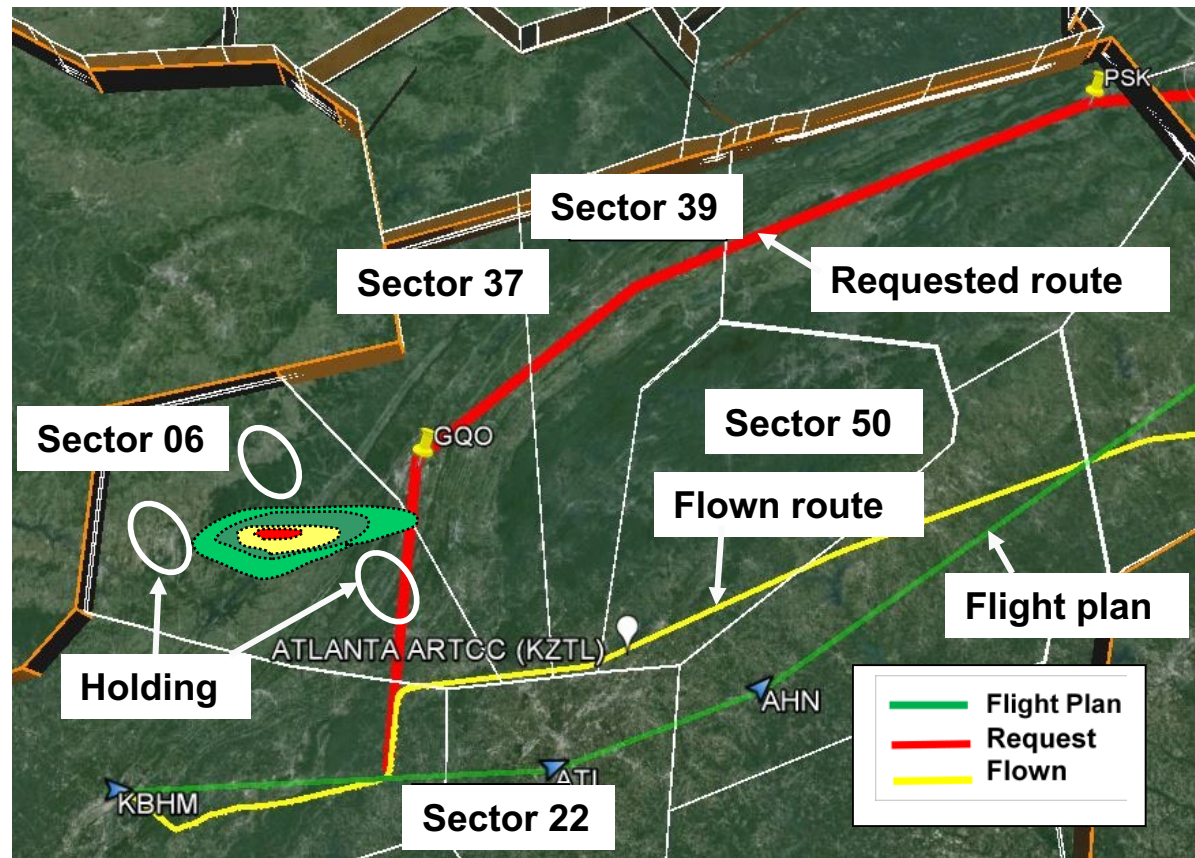 PSK
Sector 39
Requested route
Sector 37
GQO
Sector 06
Sector 50
Flown route
Flight plan
ATLANTA ARTCC (KZTL)
Holding
AHN
Flight Plan
Request
Flown
ATL
KBHM
Sector 22